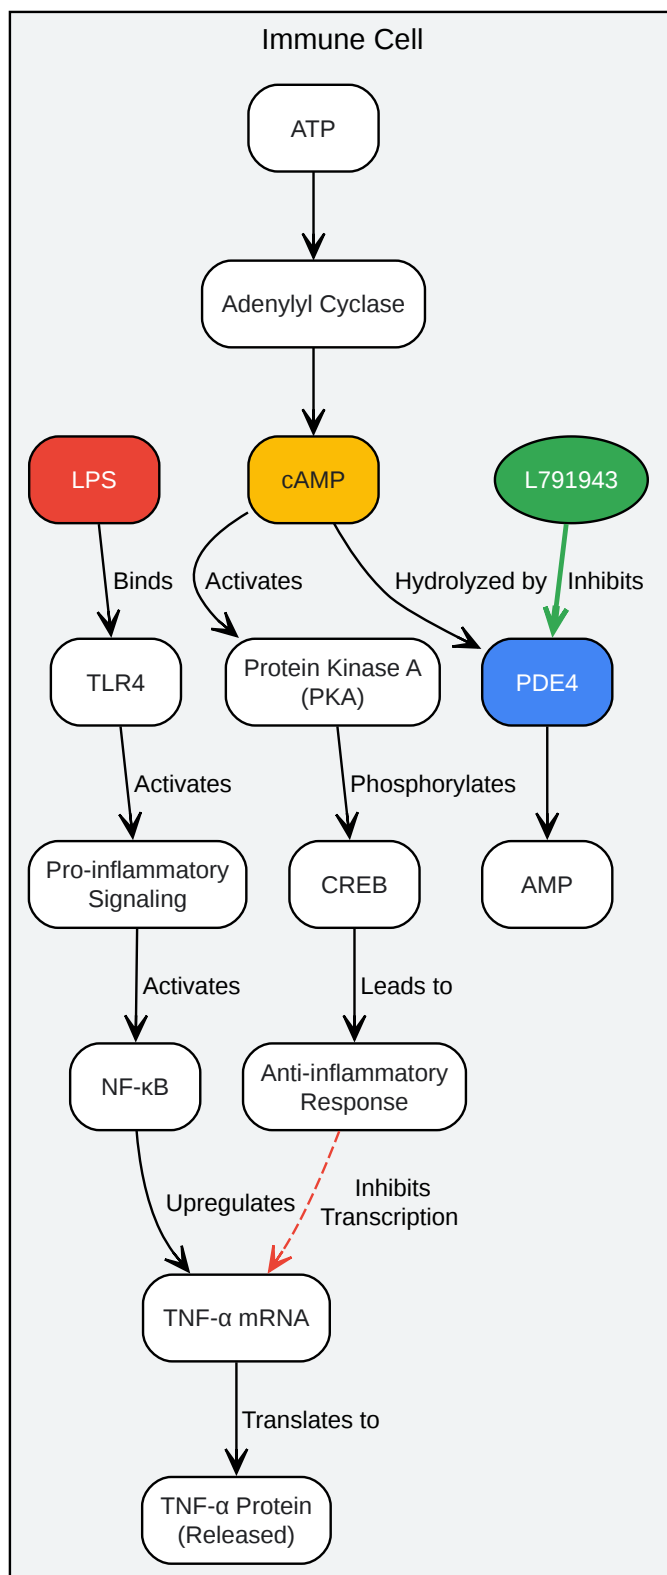 Immune Cell
ATP
Adenylyl Cyclase
LPS
cAMP
L791943
Binds
Activates
Hydrolyzed by
Inhibits
TLR4
Protein Kinase A
(PKA)
PDE4
Activates
Phosphorylates
Pro-inflammatory
Signaling
CREB
AMP
Activates
Leads to
NF-κB
Anti-inflammatory
Response
Upregulates
Inhibits
Transcription
TNF-α mRNA
Translates to
TNF-α Protein
(Released)